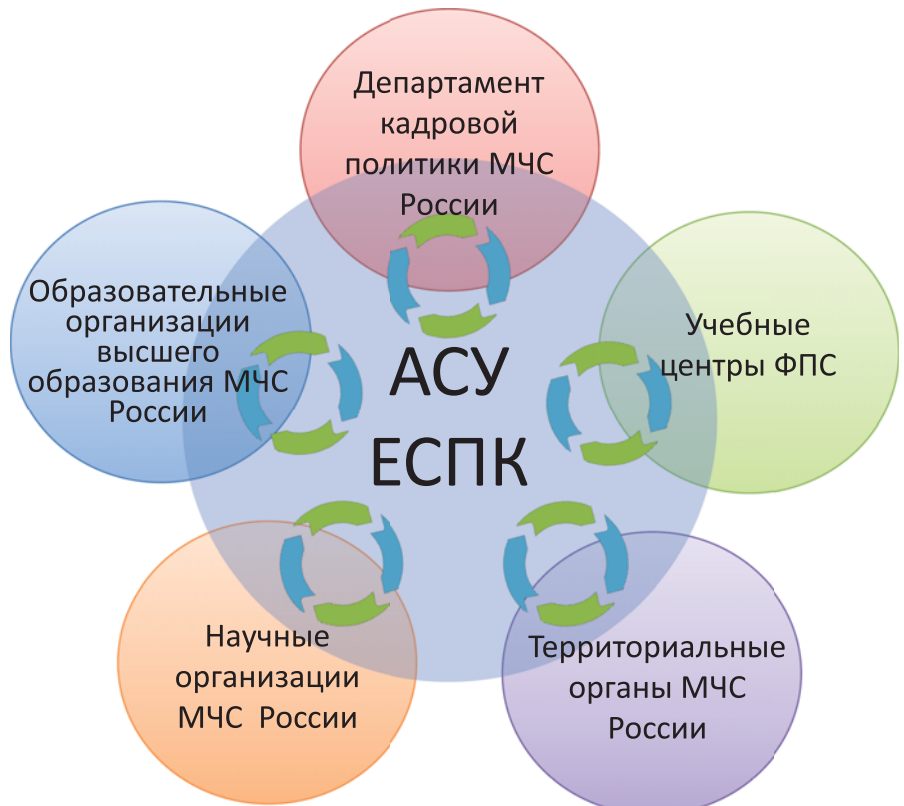 Департамент
кадровой
политики МЧС
России
Образовательные
организации
высшего
образования МЧС
России
Учебные
центры ФПС
АСУ
ЕСПК
Научные
организации
МЧС России
Территориальные
органы МЧС
России